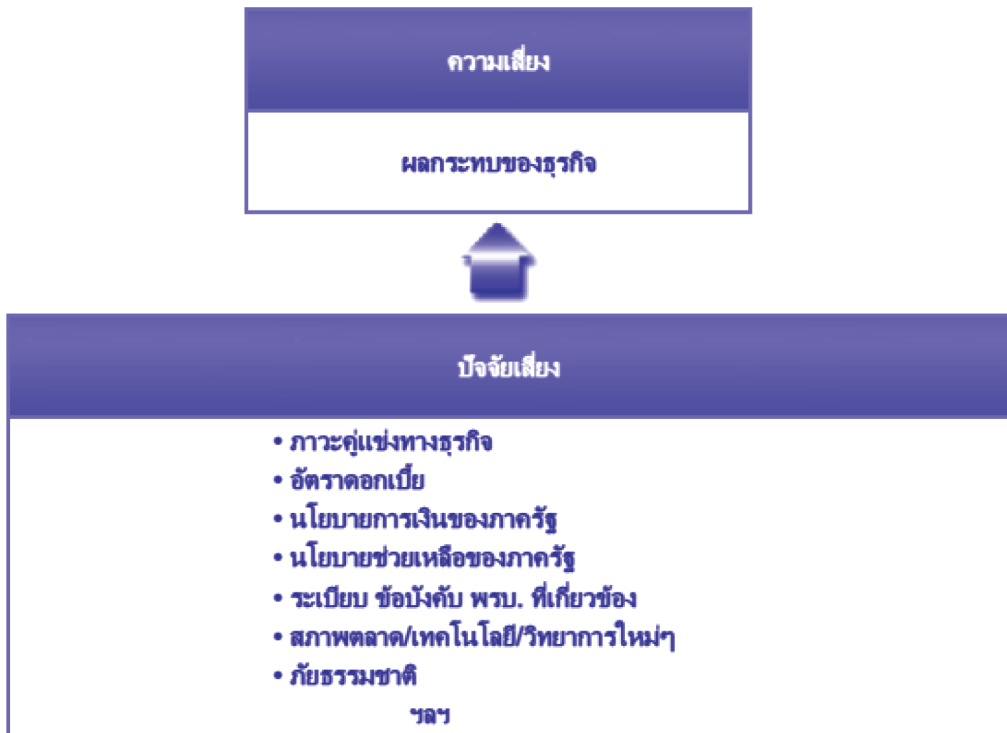 ความเสี่ยง
ผลกระทบของธุรกิจ
ปัจจัยเสี่ยง
• ภาวะคู่แข่งทางธุรกิจ
• อัตราดอกเบี้ย
• นโยบายการเงินของภาครัฐ
• นโยบายช่วยเหลือของภาครัฐ
• ระเบียบ ข้อบังคับ พรบ. ที่เกี่ยวข้อง
• สภาพตลาด/เทคโนโลยี/วิทยาการใหม่ๆ
• ภัยธรรมชาติ
ฯลฯ